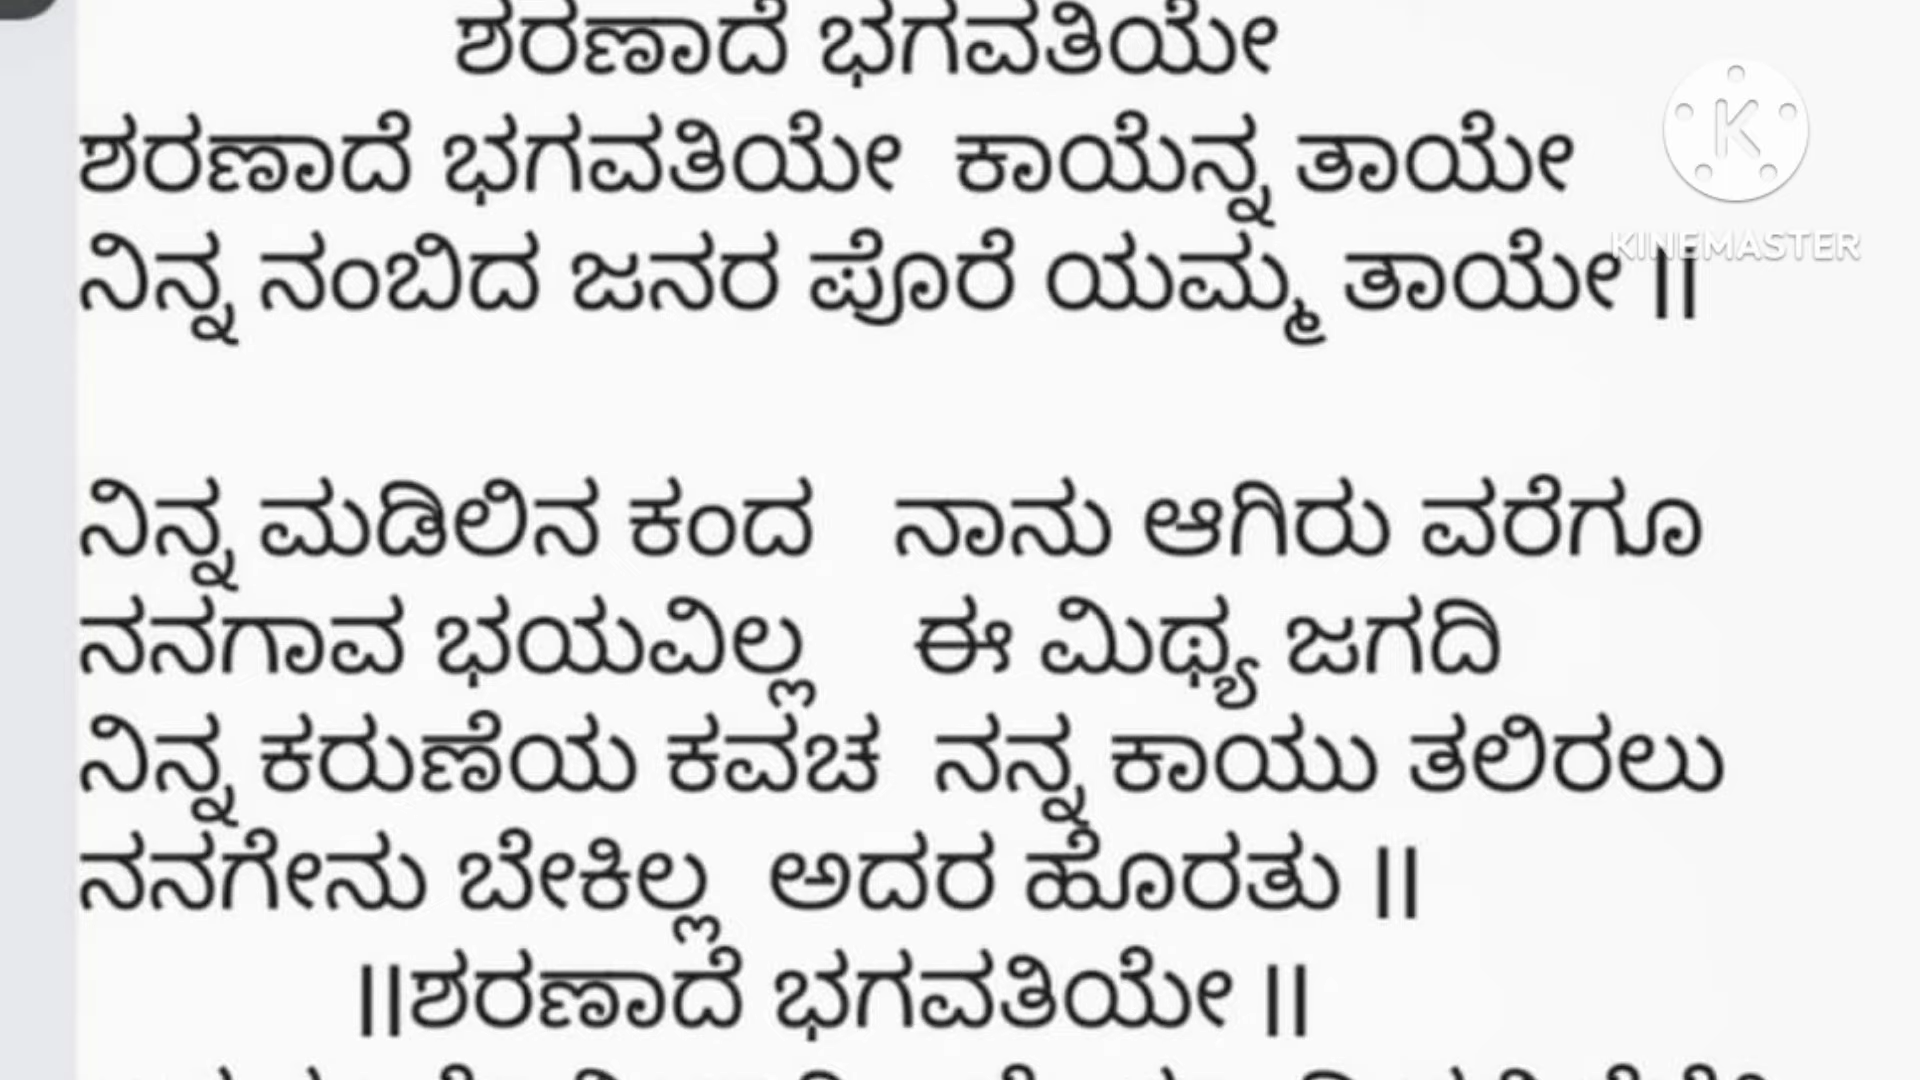 ಶರಣಾದೆ ಭಗವತಿಯೇ
ಶರಣಾದೆ ಭಗವತಿಯೇ ಕಾಯೆನ್ನ ತಾಯೇ
ನಿನ್ನ ನಂಬಿದ ಜನರ ಪೊರೆ ಯಮ್ಮ ತಾಯೇ ||
K
KINEMASTER
ನಿನ್ನ ಮಡಿಲಿನ ಕಂದ ನಾನು ಆಗಿರು ವರೆಗೂ
ನನಗಾವ ಭಯವಿಲ್ಲ ಈ ಮಿಥ್ಯ ಜಗದಿ
ನಿನ್ನ ಕರುಣೆಯ ಕವಚ ನನ್ನ ಕಾಯು ತಲಿರಲು
ನನಗೇನು ಬೇಕಿಲ್ಲ ಅದರ ಹೊರತು ||
||ಶರಣಾದೆ ಭಗವತಿಯೇ ||